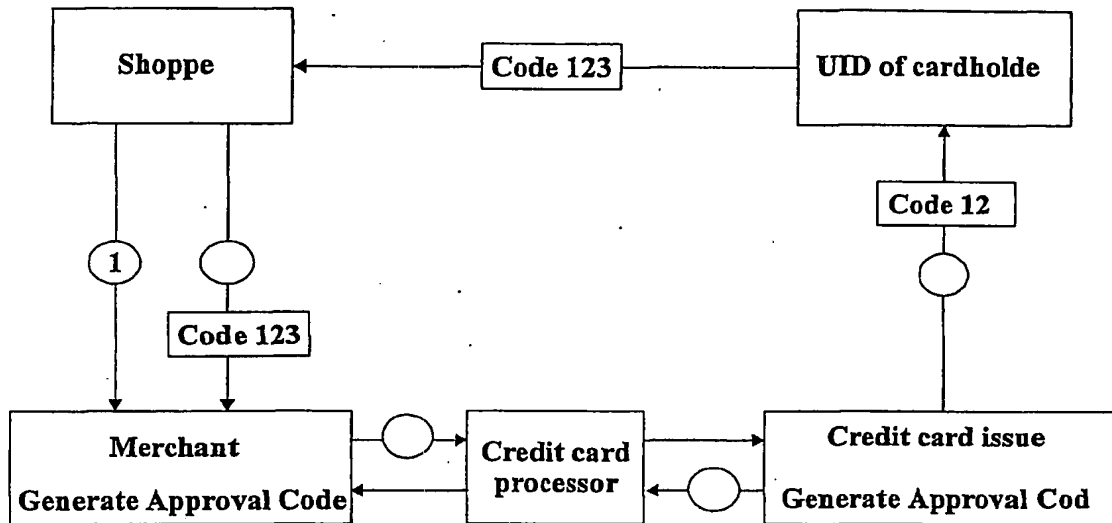 Shoppe
Code 123
UID of cardholde
Code 12
1
Code 123
Merchant
Generate Approval Code
Credit card
processor
Credit card issue
Generate Approval Cod